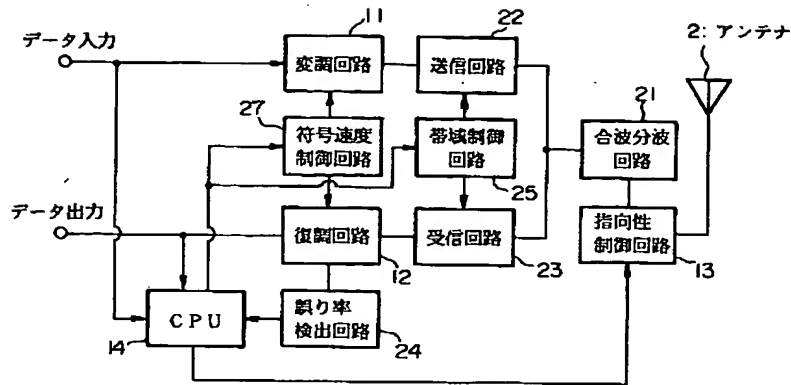 11
22
2: アンテナ
データ入力
変調回路
送信回路
21
27
符号速度
制御回路
帯域制御
回路
合波分波
回路
25
データ出力
復調回路
受信回路
指向性
制御回路
12
23
13
CPU
誤り率
検出回路
14
24